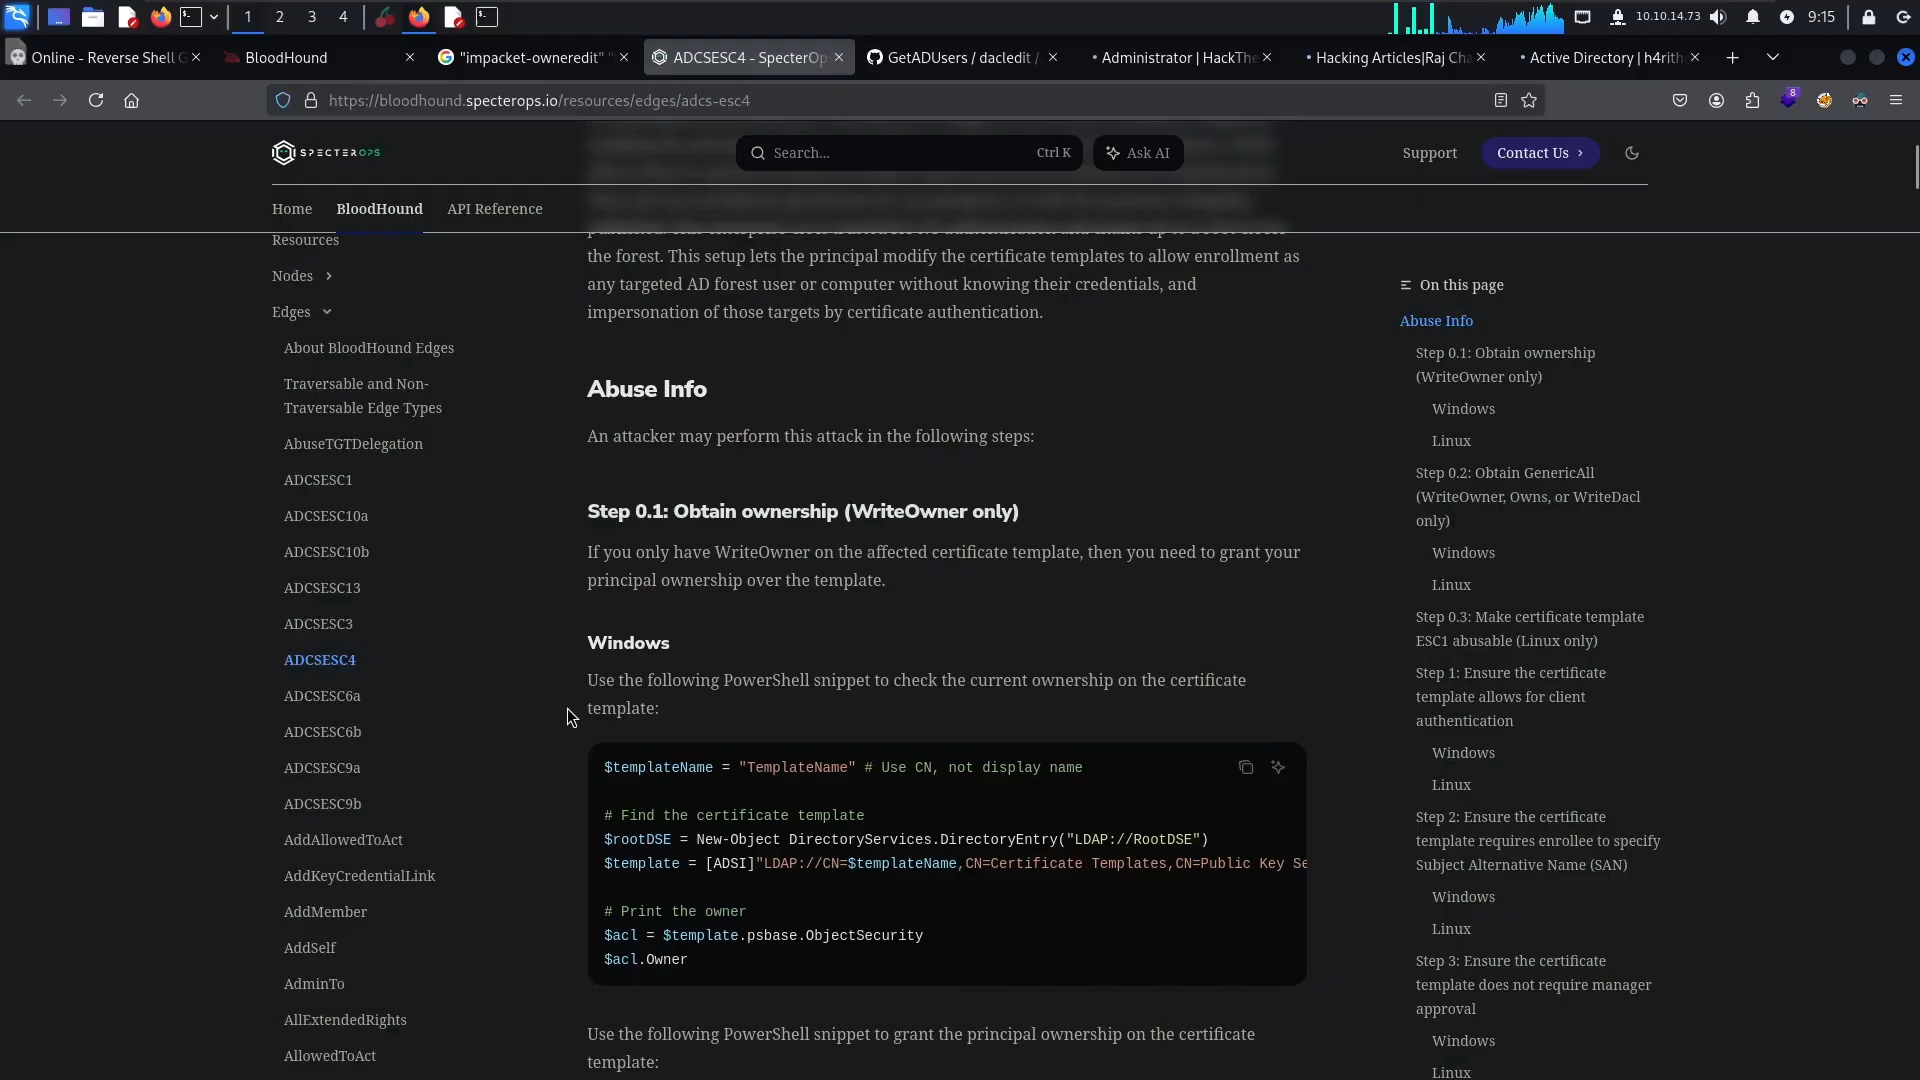 1
2
3
4
10.10.14.73
9:15
Online - Reverse Shell G
BloodHound
"impacket-owneredit" "
ADCSESC4 - SpecterOp
GetADUsers / dacledit /
Administrator | HackThe
Hacking Articles|Raj Cha
Active Directory | h4rith
https://bloodhound.specterops.io/resources/edges/adcs-esc4
8
SPECTEROPS
Search...
Ctrl K
Ask AI
Support
Contact Us
Home
BloodHound
API Reference
Resources
Nodes
Edges
About BloodHound Edges
Traversable and Non-
Traversable Edge Types
AbuseTGTDelegation
ADCSESC1
ADCSESC10a
ADCSESC10b
ADCSESC13
ADCSESC3
ADCSESC4
ADCSESC6a
ADCSESC6b
ADCSESC9a
ADCSESC9b
AddAllowedToAct
AddKeyCredentialLink
AddMember
AddSelf
AdminTo
AllExtendedRights
AllowedToAct
the forest. This setup lets the principal modify the certificate templates to allow enrollment as
any targeted AD forest user or computer without knowing their credentials, and
impersonation of those targets by certificate authentication.
Abuse Info
An attacker may perform this attack in the following steps:
Step 0.1: Obtain ownership (WriteOwner only)
If you only have WriteOwner on the affected certificate template, then you need to grant your
principal ownership over the template.
Windows
Use the following PowerShell snippet to check the current ownership on the certificate
template:
$templateName = "TemplateName" # Use CN, not display name
# Find the certificate template
$rootDSE = New-Object DirectoryServices.DirectoryEntry("LDAP://RootDSE")
$template = [ADSI]"LDAP://CN=$templateName,CN=Certificate Templates,CN=Public Key Se
# Print the owner
$acl = $template.psbase.ObjectSecurity
$acl.Owner
Use the following PowerShell snippet to grant the principal ownership on the certificate
template:
On this page
Abuse Info
Step 0.1: Obtain ownership
(WriteOwner only)
Windows
Linux
Step 0.2: Obtain GenericAll
(WriteOwner, Owns, or WriteDacl
only)
Windows
Linux
Step 0.3: Make certificate template
ESC1 abusable (Linux only)
Step 1: Ensure the certificate
template allows for client
authentication
Windows
Linux
Step 2: Ensure the certificate
template requires enrollee to specify
Subject Alternative Name (SAN)
Windows
Linux
Step 3: Ensure the certificate
template does not require manager
approval
Windows
Linux